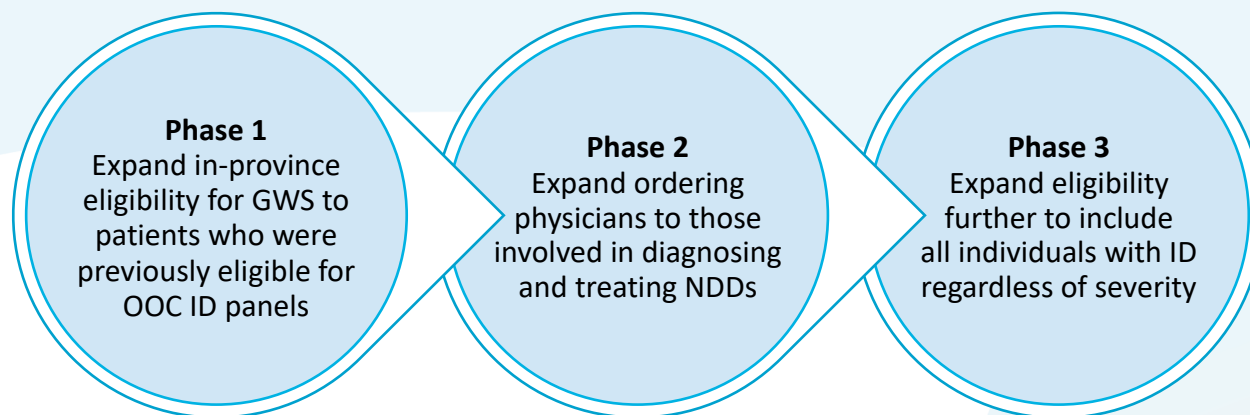 Phase 1
Expand in-province
eligibility for GWS to
patients who were
previously eligible for
OOC ID panels
Phase 2
Expand ordering
physicians to those
involved in diagnosing
and treating NDDs
Phase 3
Expand eligibility
further to include
all individuals with ID
regardless of severity